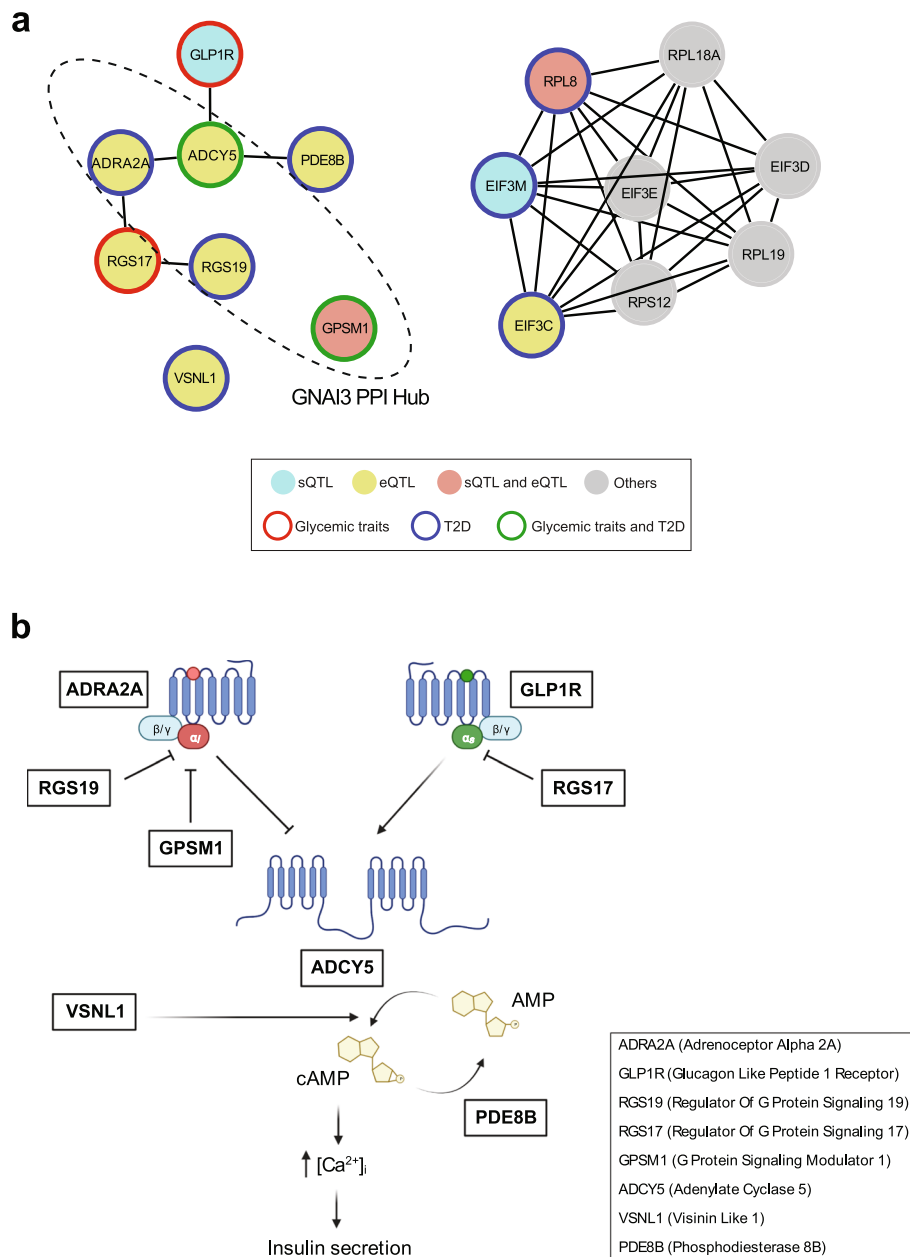 a
GLP1R
ADRA2A
ADCY5
PDE8B
RGS17
RGS19
GPSM1
VSNL1
GNAI3 PPI Hub
RPL18A
RPL8
EIF3D
EIF3M
EIF3E
RPL19
RPS12
EIF3C
sQTL eQTL sQTL and eQTL Others
Glycemic traits T2D Glycemic traits and T2D
b
ADRA2A
GLP1R
β/γ
αi
αs
β/γ
RGS19
RGS17
GPSM1
ADCY5
VSNL1
AMP
P
cAMP
P
PDE8B
[Ca²⁺]i
Insulin secretion
ADRA2A (Adrenoceptor Alpha 2A)
GLP1R (Glucagon Like Peptide 1 Receptor)
RGS19 (Regulator Of G Protein Signaling 19)
RGS17 (Regulator Of G Protein Signaling 17)
GPSM1 (G Protein Signaling Modulator 1)
ADCY5 (Adenylate Cyclase 5)
VSNL1 (Visinin Like 1)
PDE8B (Phosphodiesterase 8B)